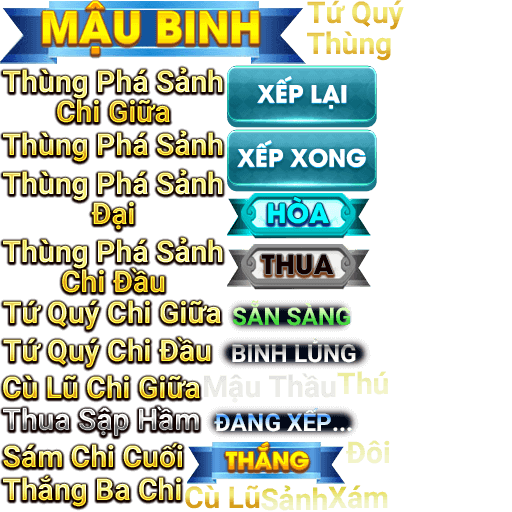 MẬU BINH
Tứ Quý
Thùng
Thùng Phá Sảnh
Chi Giữa
XẾP LẠI
Thùng Phá Sảnh
XẾP XONG
Thùng Phá Sảnh
Đại
HÒA
Thùng Phá Sảnh
Chi Đầu
THUA
Tứ Quý Chi Giữa
SẴN SÀNG
Tứ Quý Chi Đầu
BINH LỦNG
Cù Lũ Chi Giữa
Mậu Thầu
Thú
Thua Sập Hầm
ĐANG XẾP...
Sám Chi Cuối
THẮNG
Đôi
Thắng Ba Chi
Cù Lũ
Sảnh
Xám